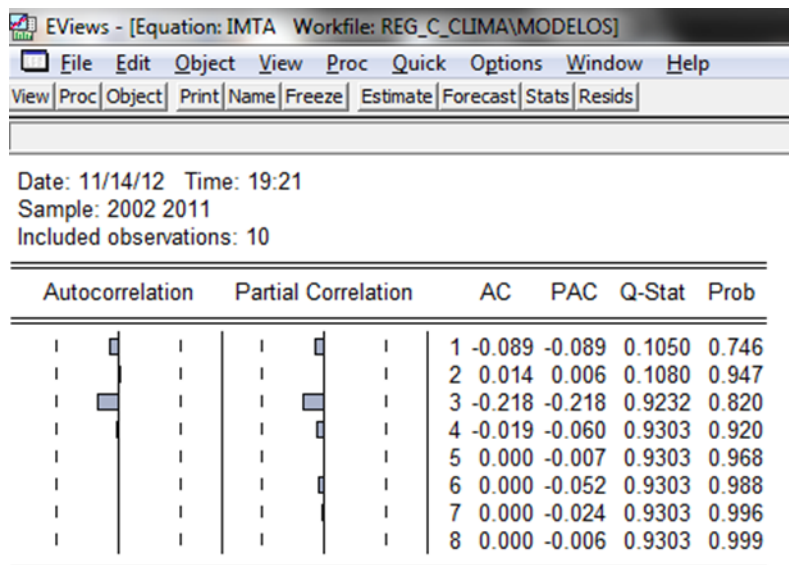 EViews - [Equation: IMTA Workfile: REG_C_CLIMA\MODELOS]
File Edit Object View Proc Quick Options Window Help
View Proc Object Print Name Freeze Estimate Forecast Stats Resids
Date: 11/14/12 Time: 19:21
Sample: 2002 2011
Included observations: 10
Autocorrelation Partial Correlation AC PAC Q-Stat Prob
1 -0.089 -0.089 0.1050 0.746
2 0.014 0.006 0.1080 0.947
3 -0.218 -0.218 0.9232 0.820
4 -0.019 -0.060 0.9303 0.920
5 0.000 -0.007 0.9303 0.968
6 0.000 -0.052 0.9303 0.988
7 0.000 -0.024 0.9303 0.996
8 0.000 -0.006 0.9303 0.999